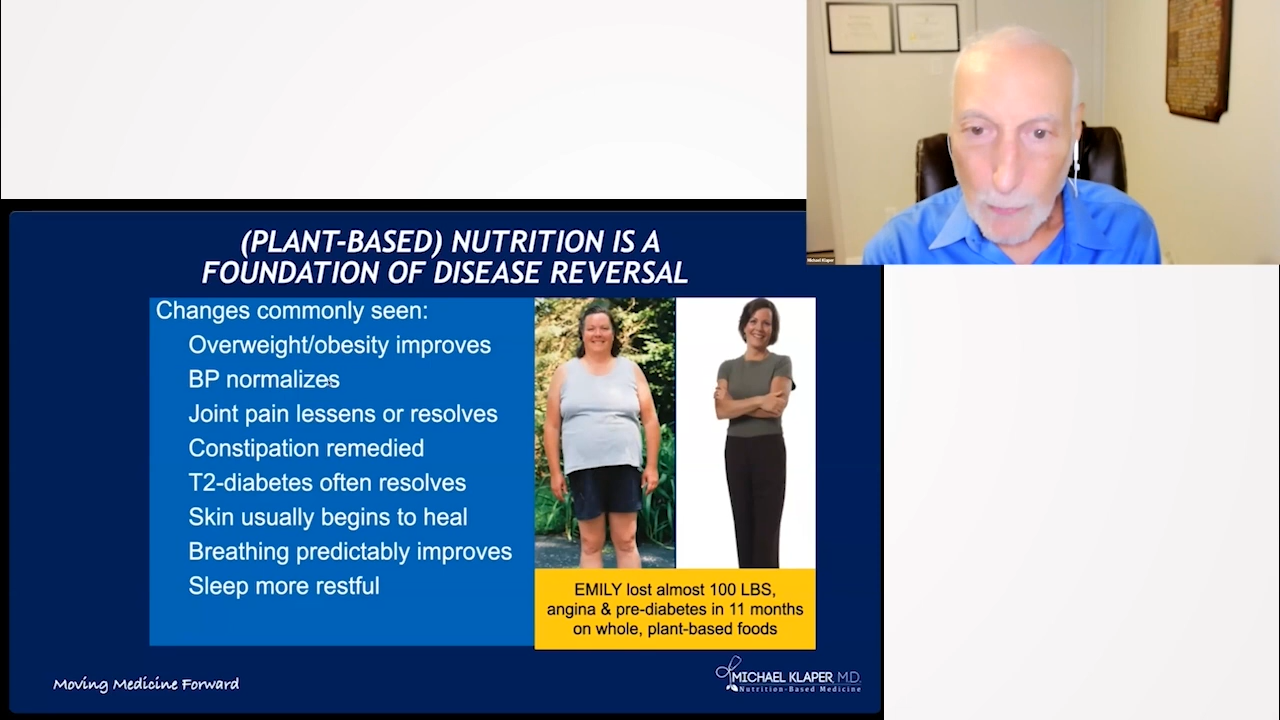 Michael Klaper
(PLANT-BASED) NUTRITION IS A
FOUNDATION OF DISEASE REVERSAL
Changes commonly seen:
Overweight/obesity improves
BP normalizes
Joint pain lessens or resolves
Constipation remedied
T2-diabetes often resolves
Skin usually begins to heal
Breathing predictably improves
Sleep more restful
EMILY lost almost 100 LBS,
angina & pre-diabetes in 11 months
on whole, plant-based foods
Moving Medicine Forward
MICHAEL KLAPER, M.D.
Nutrition-Based Medicine